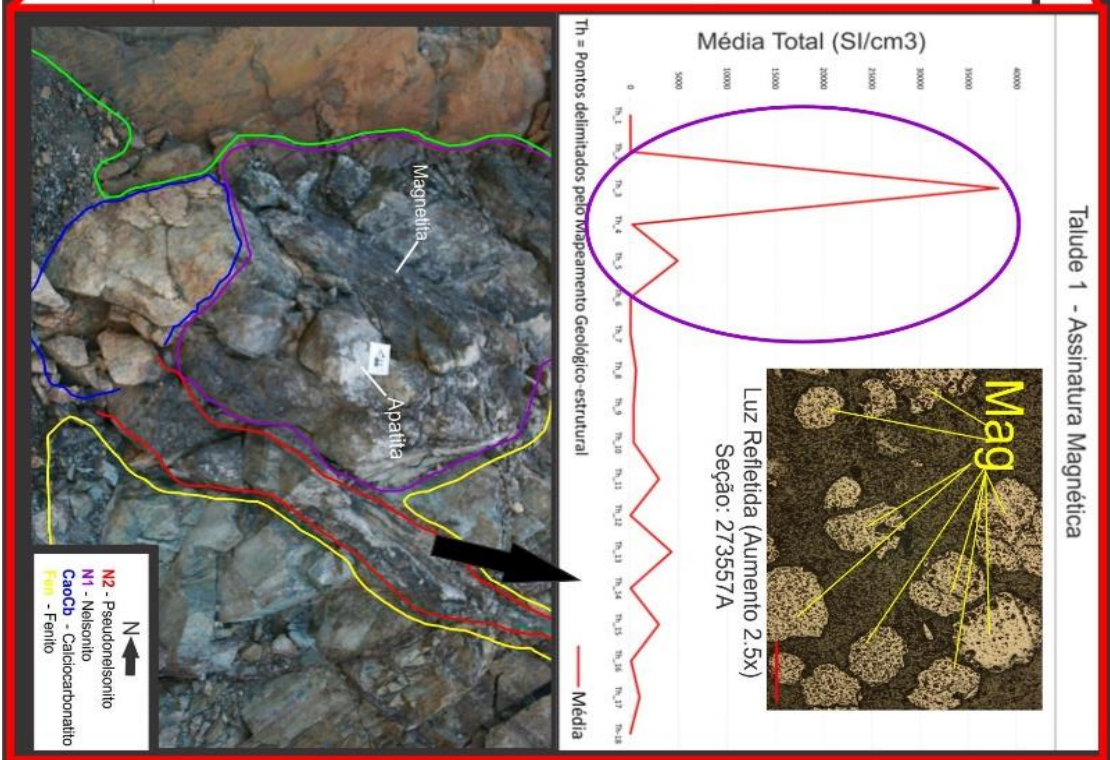 Talude 1 - Assinatura Magnética
Média Total (SI/cm3)
40000
35000
30000
25000
20000
15000
10000
5000
0
Th_1
Th_2
Th_3
Th_4
Th_5
Th_6
Th_7
Th_8
Th_9
Th_10
Th_11
Th_12
Th_13
Th_14
Th_15
Th_16
Th_17
Th-18
Média
Th = Pontos delimitados pelo Mapeamento Geológico-estrutural
Mag
Luz Refletida (Aumento 2.5x)
Seção: 273557A
Magnetita
Apatita
N
N2 - Pseudonelsonito
N1 - Nelsonito
CaoCb - Calciocarbonatito
Fen - Fenito